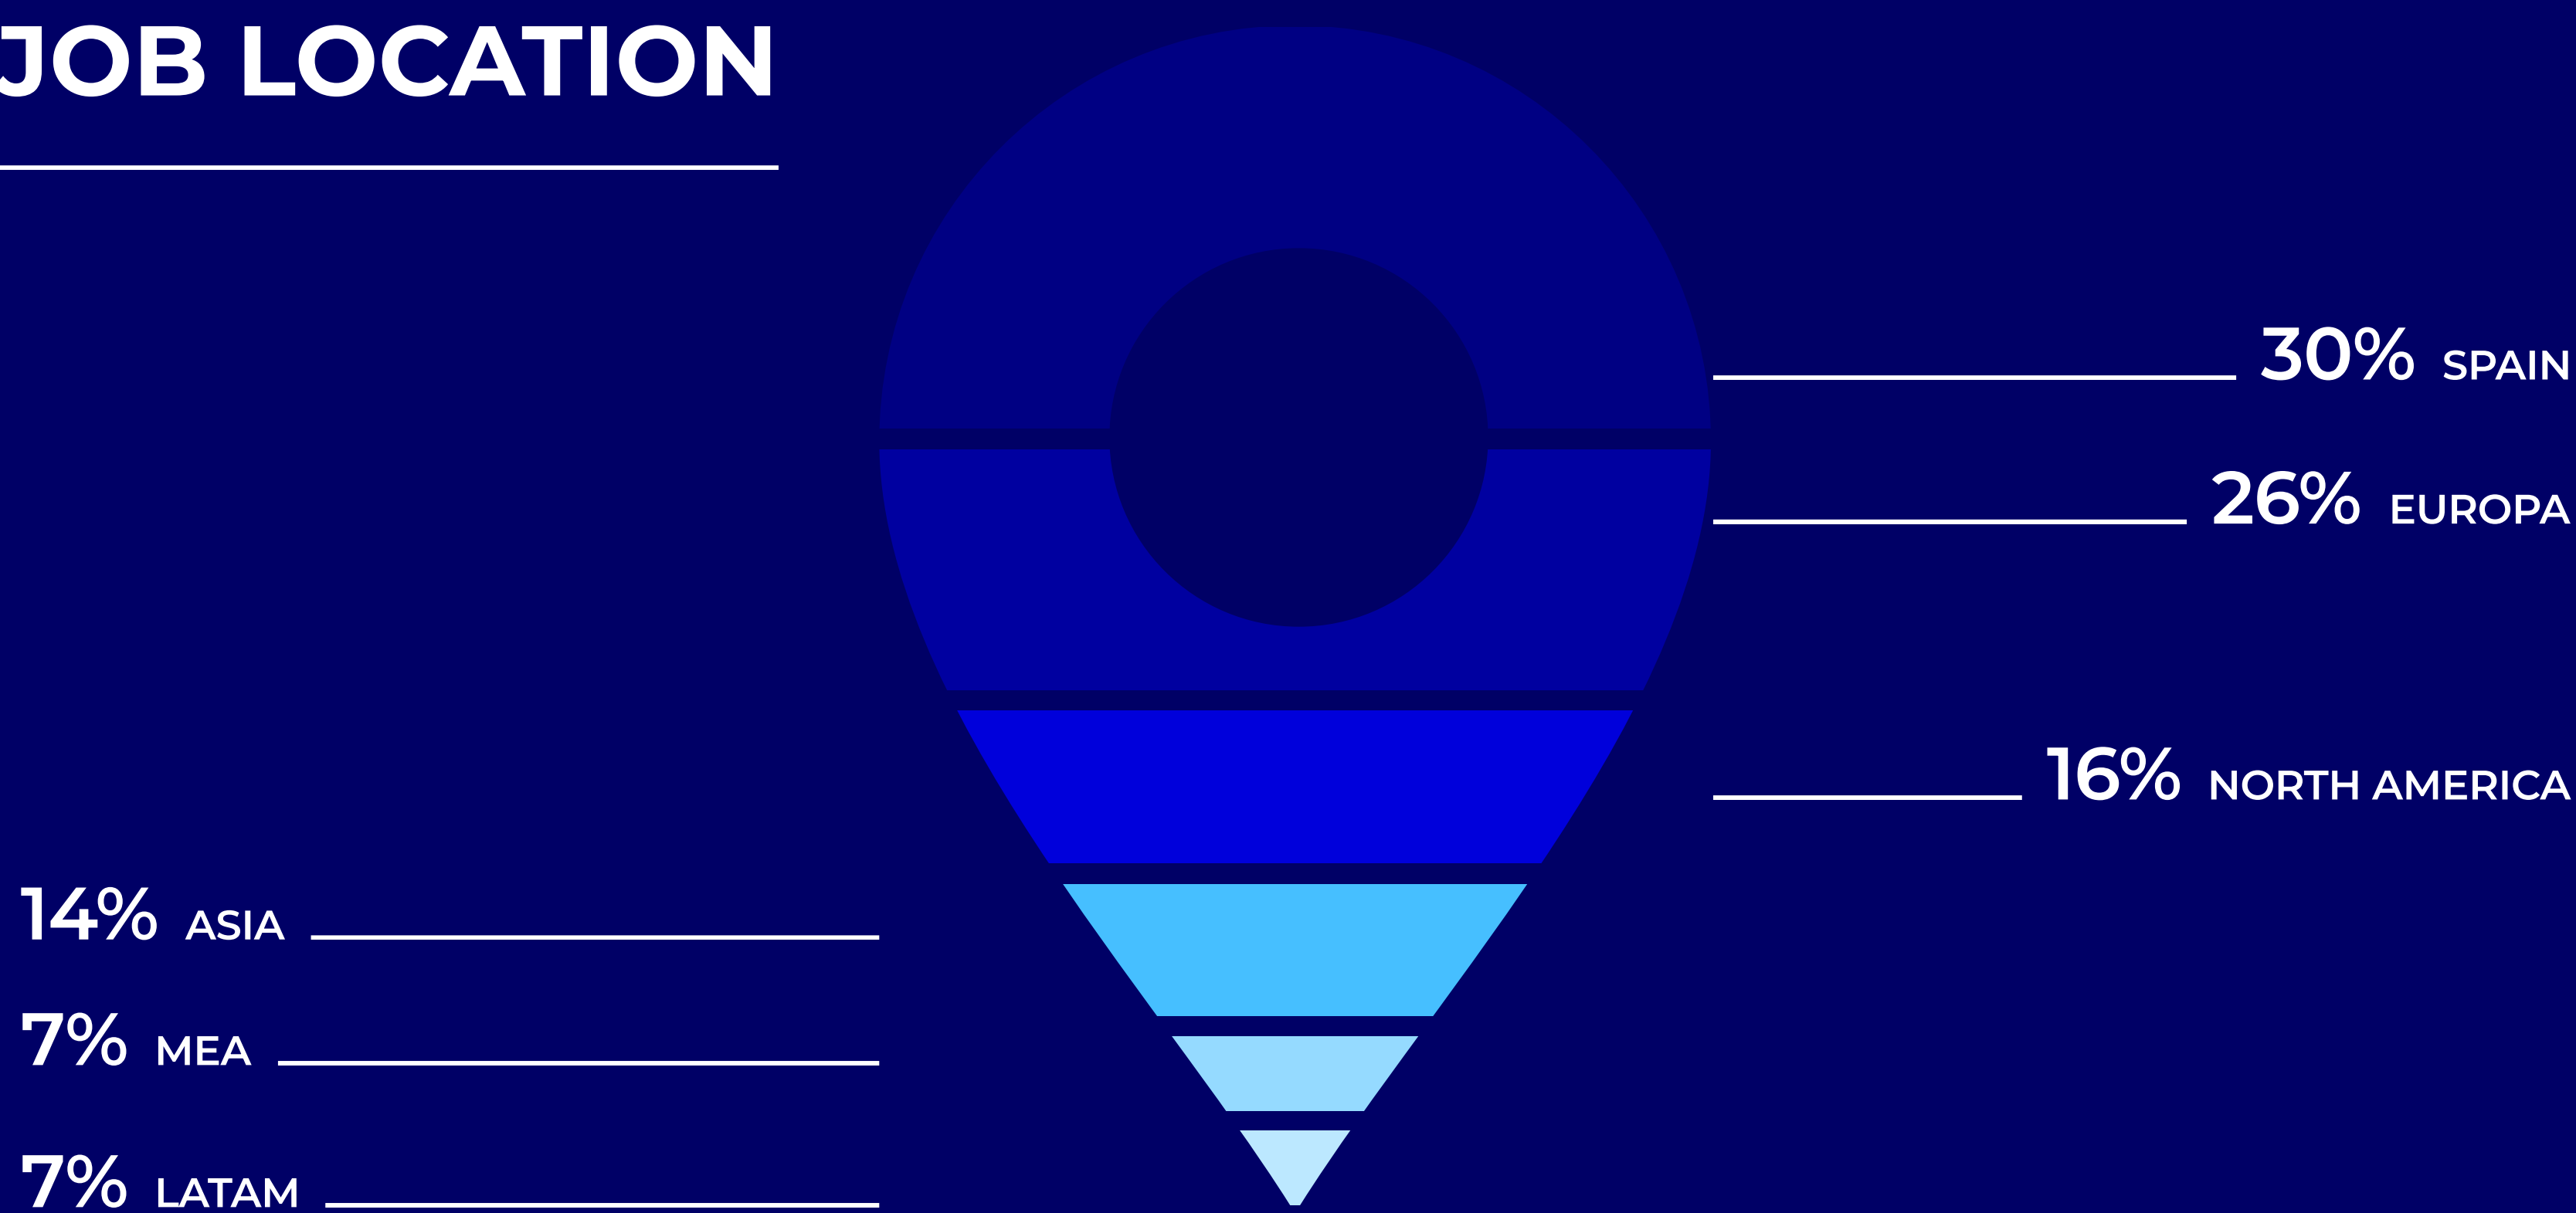 JOB LOCATION
30% SPAIN
26% EUROPA
16% NORTH AMERICA
14% ASIA
7% MEA
7% LATAM